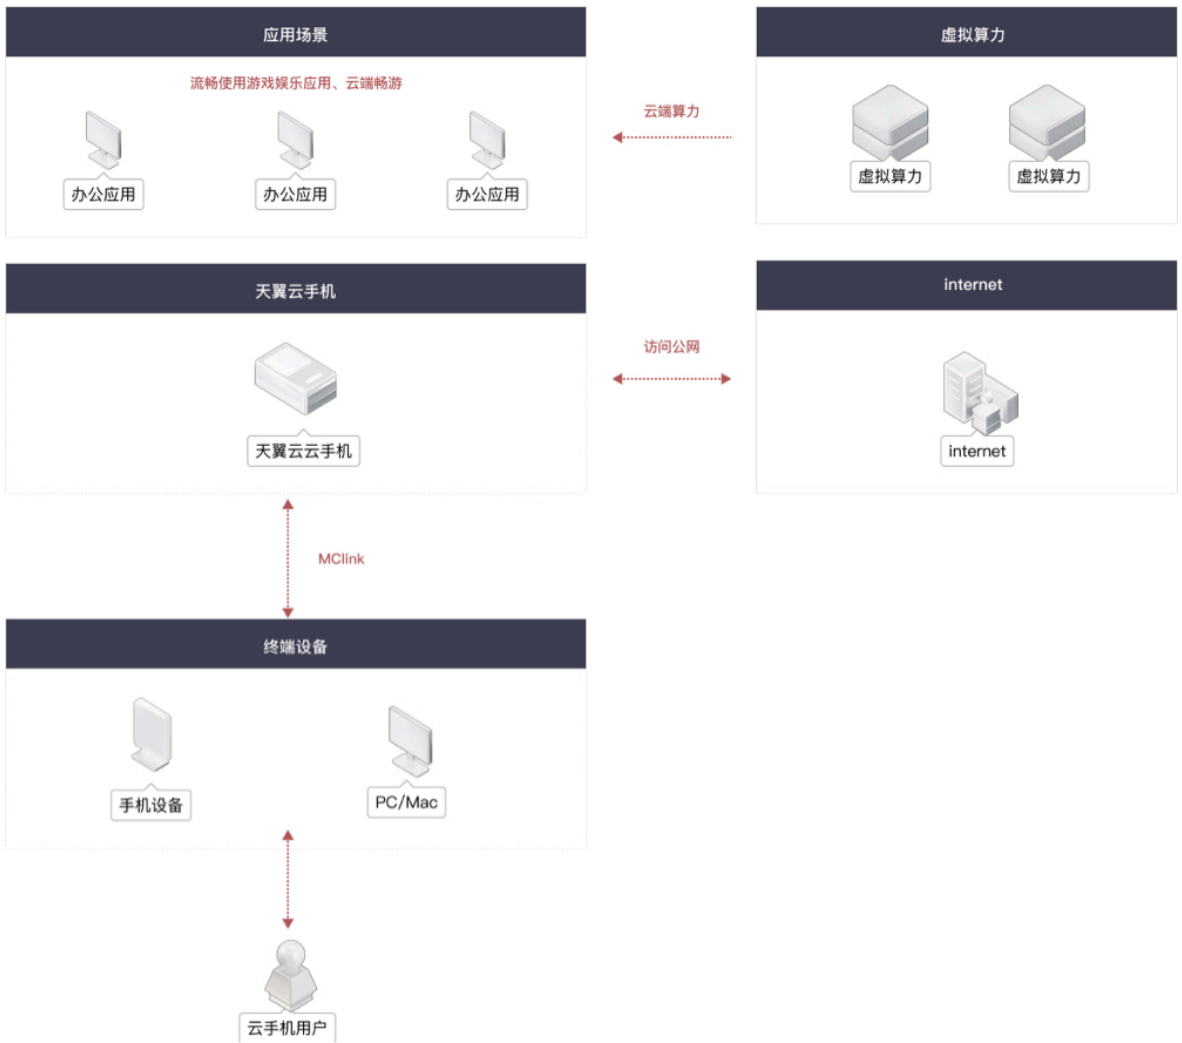 应用场景
流畅使用游戏娱乐应用、云端畅游
办公应用
办公应用
办公应用
云端算力
虚拟算力
虚拟算力
虚拟算力
天翼云手机
天翼云云手机
访问公网
internet
internet
MClink
终端设备
手机设备
PC/Mac
云手机用户